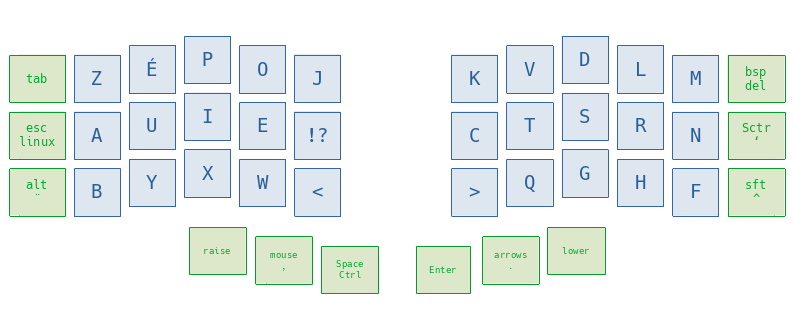 tab Z É P O J K V D L M bsp del
esc linux A U I E !? C T S R N Sctr ‘
alt ¨ B Y X W < > Q G H F sft ^
raise mouse , Space Ctrl Enter arrows . lower